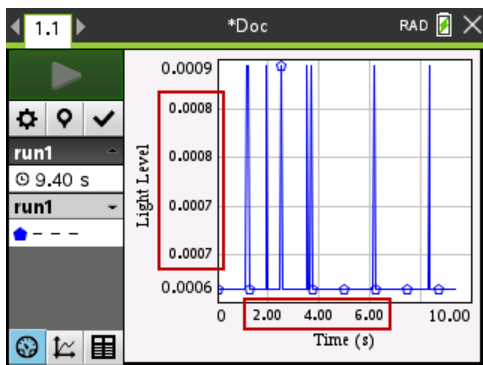 1.1
*Doc
RAD
run1
9.40 s
run1
- - -
Light Level
0.0009
0.0008
0.0008
0.0007
0.0007
0.0006
0 2.00 4.00 6.00 10.00
Time (s)